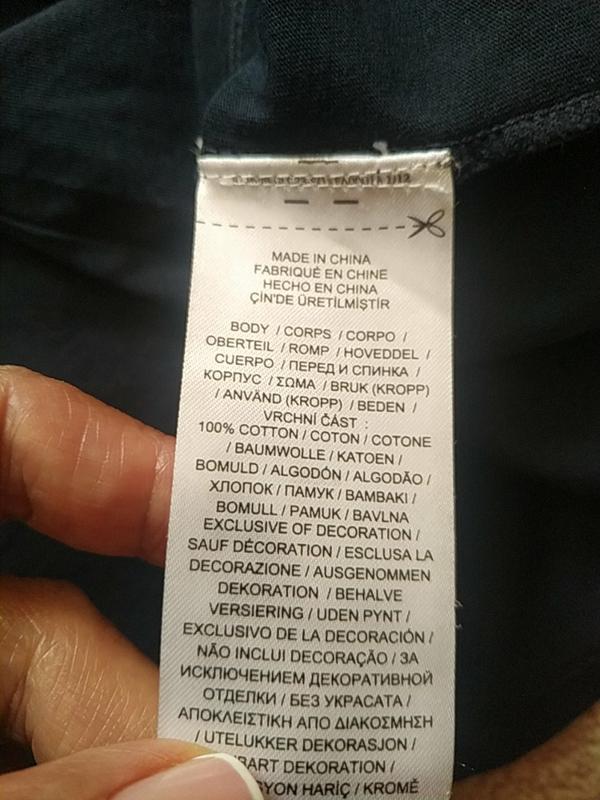 MADE IN CHINA
FABRIQUÉ EN CHINE
HECHO EN CHINA
ÇİN'DE ÜRETİLMİŞTİR
BODY / CORPS / CORPO /
OBERTEIL / ROMP / HOVEDDEL /
CUERPO / ПЕРЕД И СПИНКА /
КОРПУС / ΣΩΜΑ / BRUK (KROPP)
/ ANVÄND (KROPP) / BEDEN /
VRCHNÍ ČÁST :
100% COTTON / COTON / COTONE
/ BAUMWOLLE / KATOEN /
BOMULD / ALGODÓN / ALGODÃO /
ХЛОПОК / ПАМУК / ΒΑΜΒΑΚΙ /
BOMULL / PAMUK / BAVLNA
EXCLUSIVE OF DECORATION /
SAUF DÉCORATION / ESCLUSA LA
DECORAZIONE / AUSGENOMMEN
DEKORATION / BEHALVE
VERSIERING / UDEN PYNT /
EXCLUSIVO DE LA DECORACIÓN /
NÃO INCLUI DECORAÇÃO / ЗА
ИСКЛЮЧЕНИЕМ ДЕКОРАТИВНОЙ
ОТДЕЛКИ / БЕЗ УКРАСАТА /
ΑΠΟΚΛΕΙΣΤΙΚΗ ΑΠΟ ΔΙΑΚΟΣΜΗΣΗ
/ UTELUKKER DEKORASJON /
BART DEKORATION /
SYON HARİÇ / KROMĚ